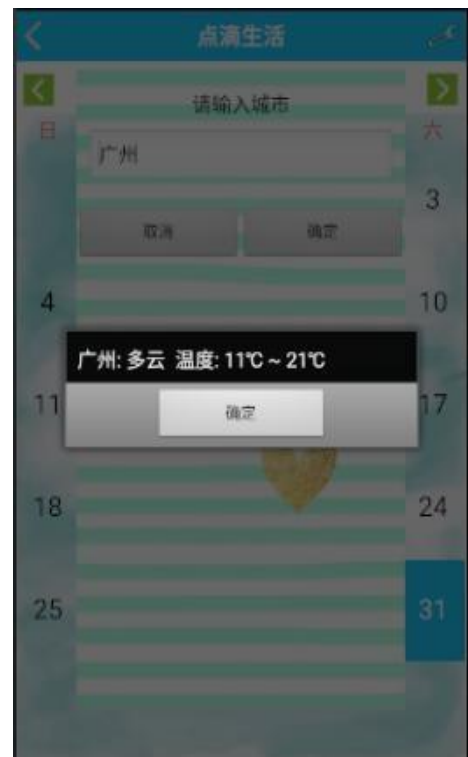 点滴生活
请输入城市
日 六
广州
3
取消 确定
4 10
广州: 多云 温度: 11℃ ~ 21℃
11 17
确定
18 24
25 31